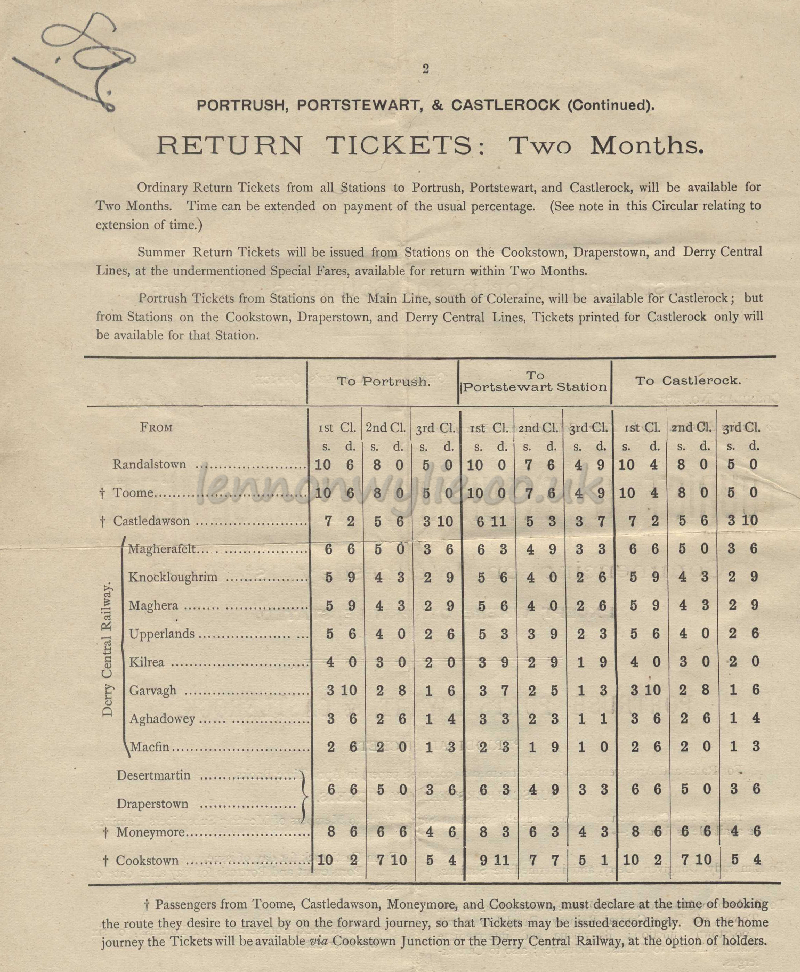 2
PORTRUSH, PORTSTEWART, & CASTLEROCK (Continued).
RETURN TICKETS: Two Months.
Ordinary Return Tickets from all Stations to Portrush, Portstewart, and Castlerock, will be available for
Two Months. Time can be extended on payment of the usual percentage. (See note in this Circular relating to
extension of time.)
Summer Return Tickets will be issued from Stations on the Cookstown, Draperstown, and Derry Central
Lines, at the undermentioned Special Fares, available for return within Two Months.
Portrush Tickets from Stations on the Main Line, south of Coleraine, will be available for Castlerock; but
from Stations on the Cookstown, Draperstown, and Derry Central Lines, Tickets printed for Castlerock only will
be available for that Station.
To Portrush. To Portstewart Station To Castlerock.
FROM 1st Cl. 2nd Cl. 3rd Cl. 1st Cl. 2nd Cl. 3rd Cl. 1st Cl. 2nd Cl. 3rd Cl.
s. d. s. d. s. d. s. d. s. d. s. d. s. d. s. d. s. d.
Randalstown 10 6 8 0 5 0 10 0 7 6 4 9 10 4 8 0 5 0
† Toome 10 6 8 0 5 0 10 0 7 6 4 9 10 4 8 0 5 0
lennonwylie.co.uk
† Castledawson 7 2 5 6 3 10 6 11 5 3 3 7 7 2 5 6 3 10
Derry Central Railway.
Magherafelt 6 6 5 0 3 6 6 3 4 9 3 3 6 6 5 0 3 6
Knockloughrim 5 9 4 3 2 9 5 6 4 0 2 6 5 9 4 3 2 9
Maghera 5 9 4 3 2 9 5 6 4 0 2 6 5 9 4 3 2 9
Upperlands 5 6 4 0 2 6 5 3 3 9 2 3 5 6 4 0 2 6
Kilrea 4 0 3 0 2 0 3 9 2 9 1 9 4 0 3 0 2 0
Garvagh 3 10 2 8 1 6 3 7 2 5 1 3 3 10 2 8 1 6
Aghadowey 3 6 2 6 1 4 3 3 2 3 1 1 3 6 2 6 1 4
Macfin 2 6 2 0 1 3 2 3 1 9 1 0 2 6 2 0 1 3
Desertmartin
Draperstown 6 6 5 0 3 6 6 3 4 9 3 3 6 6 5 0 3 6
† Moneymore 8 6 6 6 4 6 8 3 6 3 4 3 8 6 6 6 4 6
† Cookstown 10 2 7 10 5 4 9 11 7 7 5 1 10 2 7 10 5 4
† Passengers from Toome, Castledawson, Moneymore, and Cookstown, must declare at the time of booking
the route they desire to travel by on the forward journey, so that Tickets may be issued accordingly. On the home
journey the Tickets will be available via Cookstown Junction or the Derry Central Railway, at the option of holders.